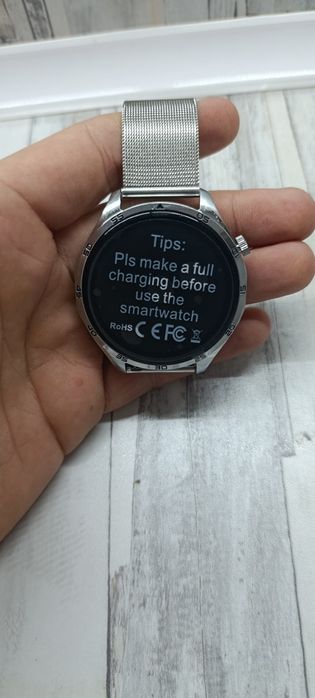 Tips:
Pls make a full
charging before
use the
smartwatch
RoHS CE FC